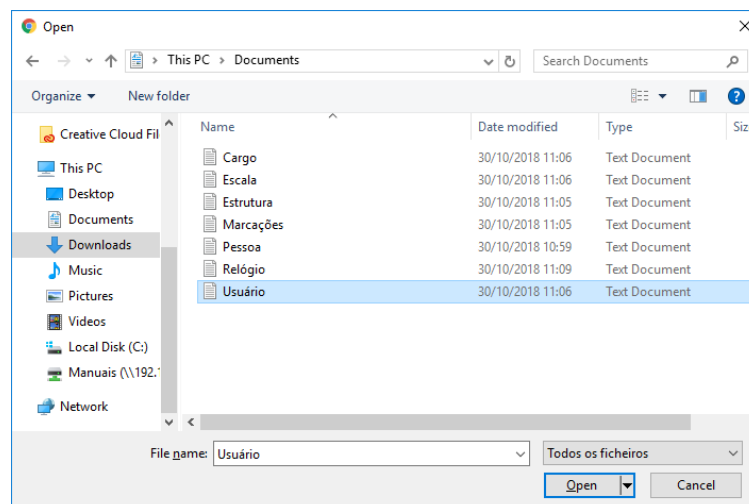 Open
This PC > Documents
Search Documents
Organize
New folder
Name
Date modified
Type
Siz
Creative Cloud Fil
This PC
Desktop
Documents
Downloads
Music
Pictures
Videos
Local Disk (C:)
Manuais (\\192.1
Network
Cargo 30/10/2018 11:06 Text Document
Escala 30/10/2018 11:06 Text Document
Estrutura 30/10/2018 11:05 Text Document
Marcações 30/10/2018 11:05 Text Document
Pessoa 30/10/2018 10:59 Text Document
Relógio 30/10/2018 11:09 Text Document
Usuário 30/10/2018 11:06 Text Document
File name: Usuário
Todos os ficheiros
Open
Cancel